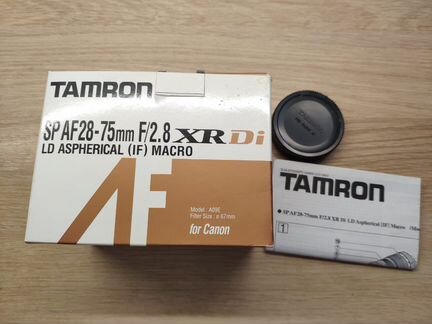 TAMRON
SP AF28-75mm F/2.8 XR Di
LD ASPHERICAL (IF) MACRO
AF
Model : A09E
Filter Size : ø 67mm
for Canon
TAMRON
SP AF28-75mm F/2.8 XR Di LD Aspherical (IF) Macro
1